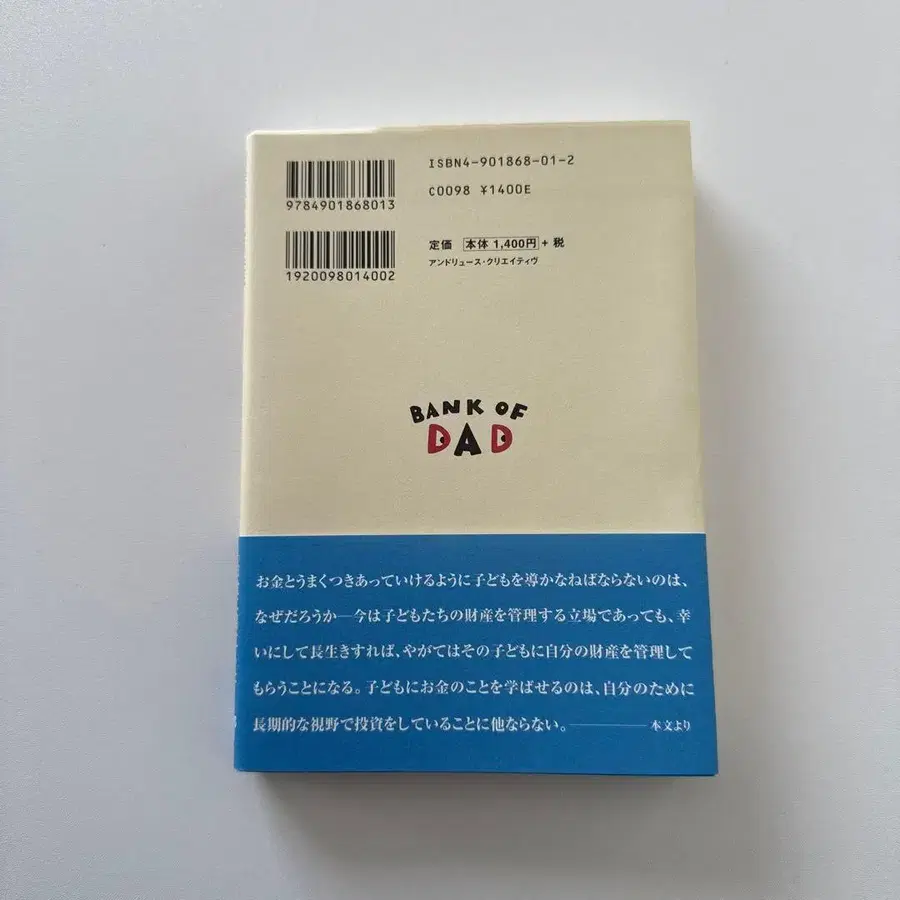 ISBN4-901868-01-2
C0098 ¥1400E
9784901868013
定価 本体 1,400円 + 税
アンドリュース・クリエイティヴ
1920098014002
BANK OF
DAD
お金とうまくつきあっていけるように子どもを導かなねばならないのは、
なぜだろうか─今は子どもたちの財産を管理する立場であっても、幸
いにして長生きすれば、やがてはその子どもに自分の財産を管理して
もらうことになる。子どもにお金のことを学ばせるのは、自分のために
長期的な視野で投資をしていることに他ならない。――― 本文より